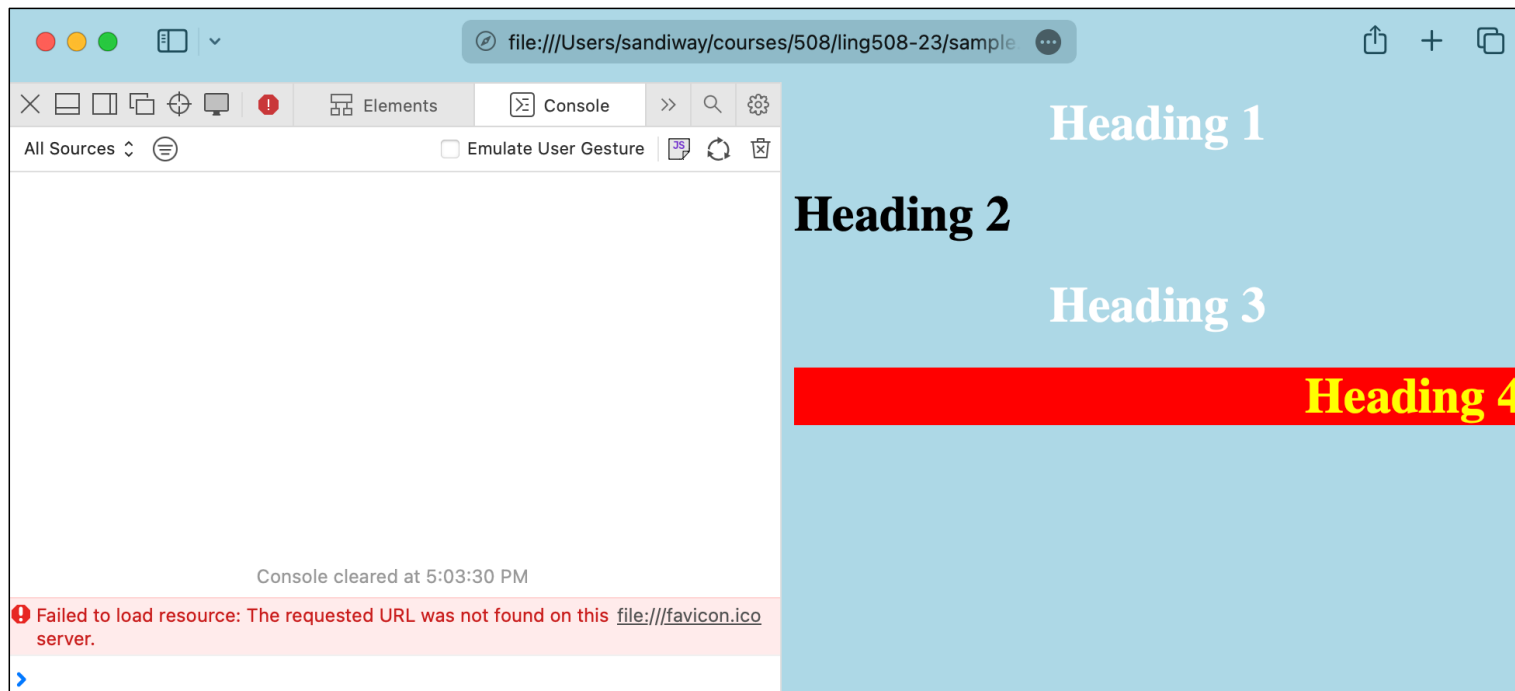 file:///Users/sandiway/courses/508/ling508-23/sample
Elements
Console
All Sources
Emulate User Gesture
JS
Console cleared at 5:03:30 PM
Failed to load resource: The requested URL was not found on this file:///favicon.ico
server.
Heading 1
Heading 2
Heading 3
Heading 4